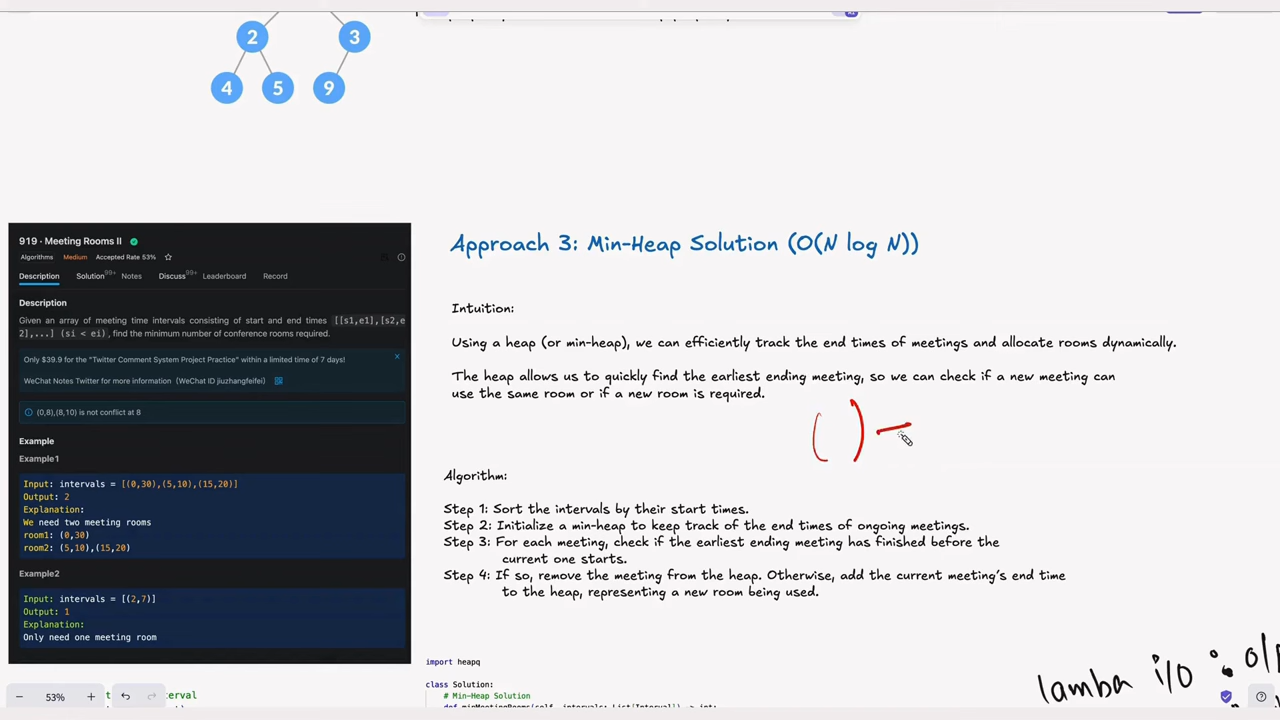 2
3
4
5
9
919 · Meeting Rooms II
Algorithms Medium Accepted Rate 53%
Description Solution 99+ Notes Discuss 99+ Leaderboard Record
Description
Given an array of meeting time intervals consisting of start and end times [[s1,e1],[s2,e
2],...] (si < ei), find the minimum number of conference rooms required.
Only $39.9 for the "Twitter Comment System Project Practice" within a limited time of 7 days!
WeChat Notes Twitter for more information (WeChat ID jiuzhangfeifei)
(0,8),(8,10) is not conflict at 8
Example
Example1
Input: intervals = [(0,30),(5,10),(15,20)]
Output: 2
Explanation:
We need two meeting rooms
room1: (0,30)
room2: (5,10),(15,20)
Example2
Input: intervals = [(2,7)]
Output: 1
Explanation:
Only need one meeting room
53%
Approach 3: Min-Heap Solution (O(N log N))
Intuition:
Using a heap (or min-heap), we can efficiently track the end times of meetings and allocate rooms dynamically.
The heap allows us to quickly find the earliest ending meeting, so we can check if a new meeting can
use the same room or if a new room is required.
( ) —
Algorithm:
Step 1: Sort the intervals by their start times.
Step 2: Initialize a min-heap to keep track of the end times of ongoing meetings.
Step 3: For each meeting, check if the earliest ending meeting has finished before the
current one starts.
Step 4: If so, remove the meeting from the heap. Otherwise, add the current meeting's end time
to the heap, representing a new room being used.
import heapq
class Solution:
# Min-Heap Solution
def minMeetingRooms(self, intervals: List[Interval]) -> int:
lamba i/o : o/p